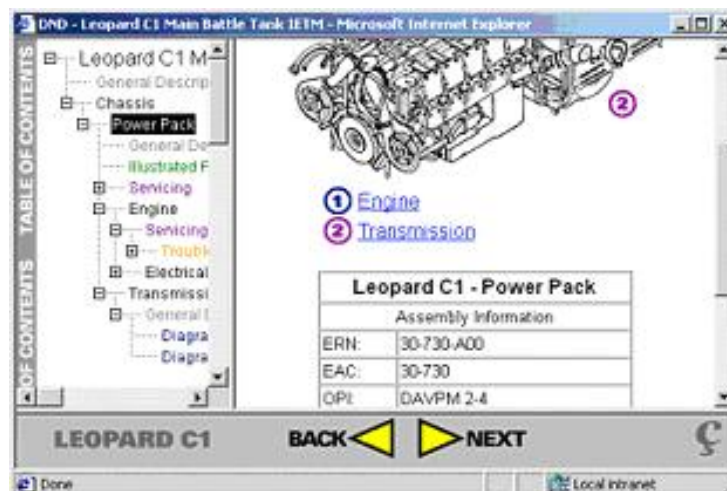 DND - Leopard C1 Main Battle Tank IETM - Microsoft Internet Explorer
TABLE OF CONTENTS
OF CONTENTS
Leopard C1 M
General Descrip
Chassis
Power Pack
General De
Illustrated F
Servicing
Engine
Servicing
Troubl
Electrical
Transmissi
General D
Diagra
Diagra
2
1 Engine
2 Transmission
Leopard C1 - Power Pack
Assembly Information
ERN: 30-730-A00
EAC: 30-730
OPI: DAVPM 2-4
LEOPARD C1 BACK NEXT Ç
Done Local intranet